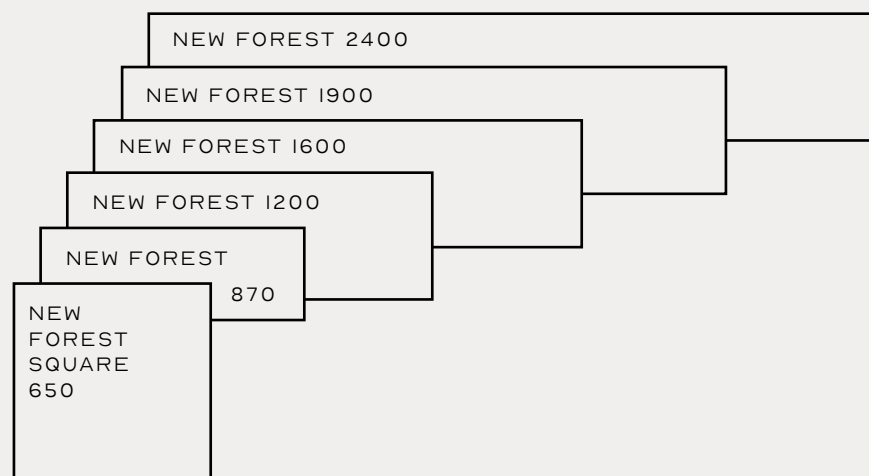 NEW FOREST 2400
NEW FOREST 1900
NEW FOREST 1600
NEW FOREST 1200
NEW FOREST
870
NEW
FOREST
SQUARE
650